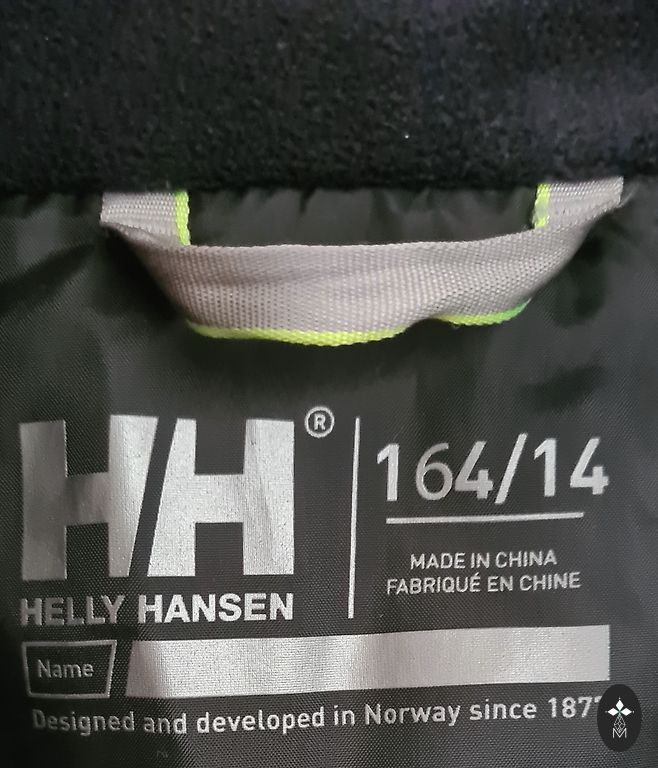 HH®
HELLY HANSEN
164/14
MADE IN CHINA
FABRIQUÉ EN CHINE
Name
Designed and developed in Norway since
M